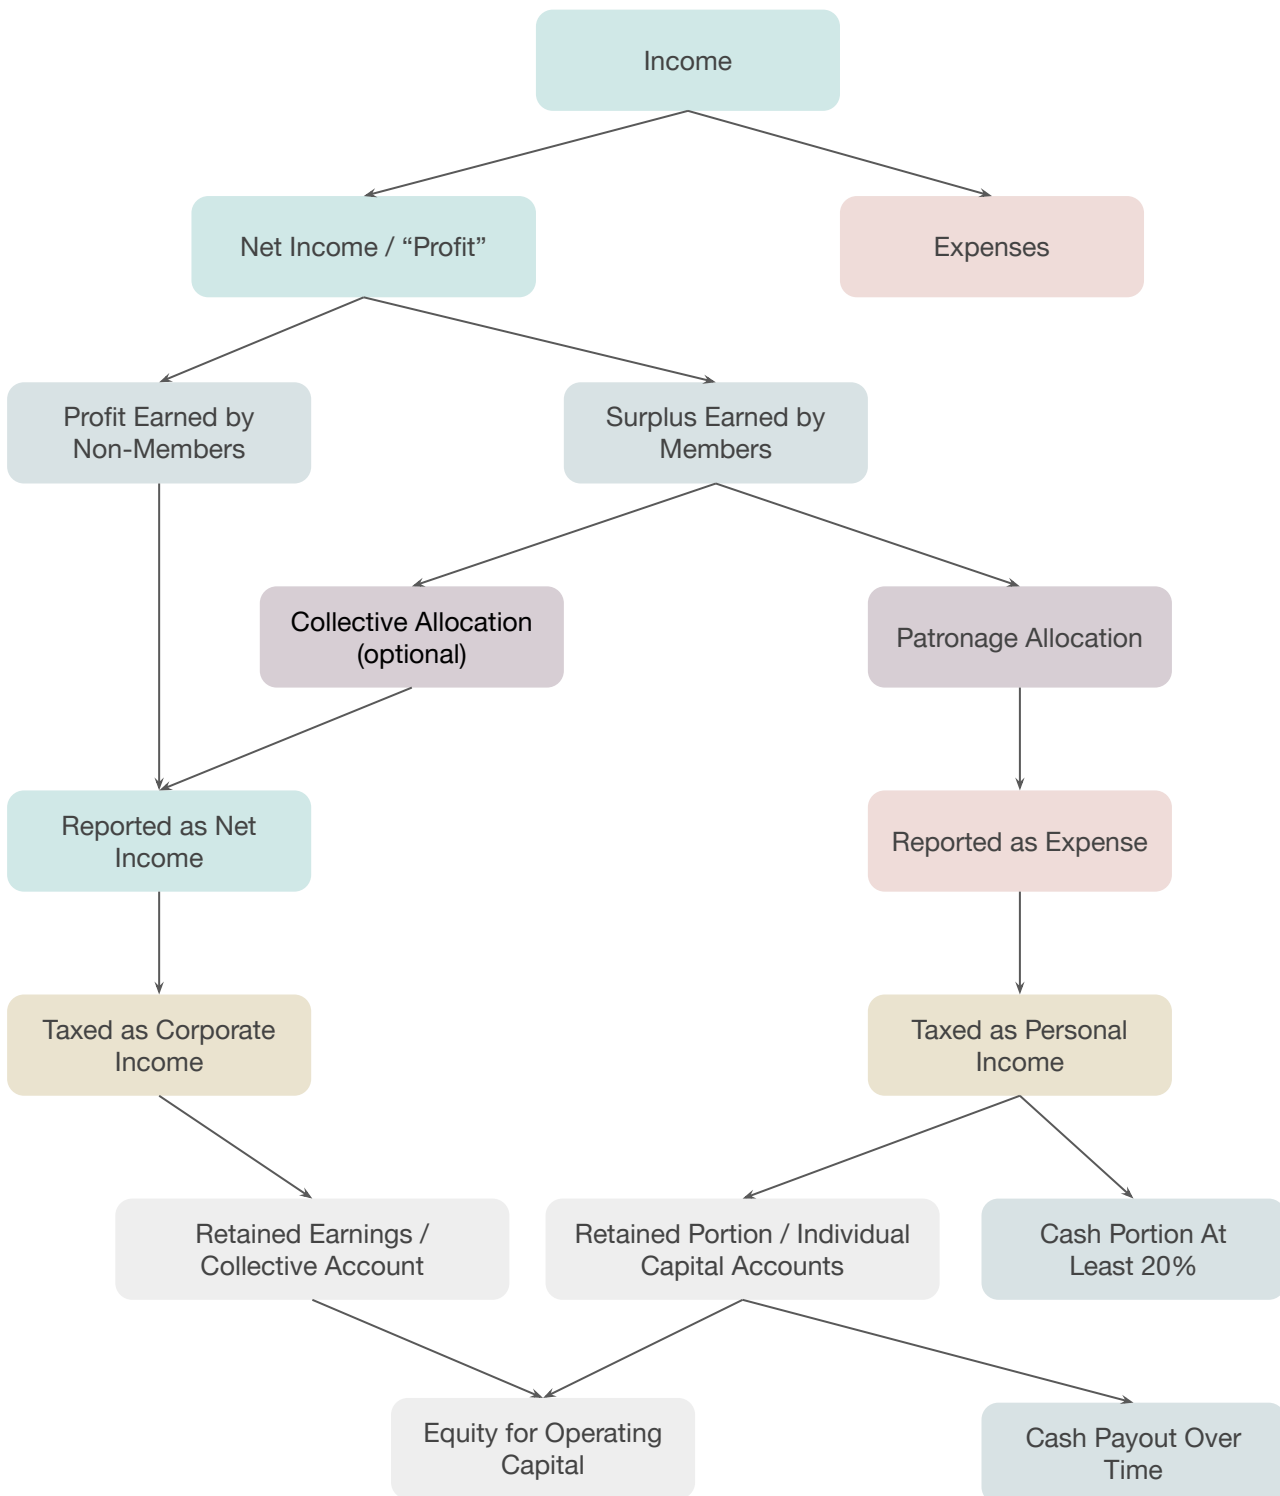 Income
Net Income / “Profit”
Expenses
Profit Earned by
Non-Members
Surplus Earned by
Members
Collective Allocation
(optional)
Patronage Allocation
Reported as Net
Income
Reported as Expense
Taxed as Corporate
Income
Taxed as Personal
Income
Retained Earnings /
Collective Account
Retained Portion / Individual
Capital Accounts
Cash Portion At
Least 20%
Equity for Operating
Capital
Cash Payout Over
Time